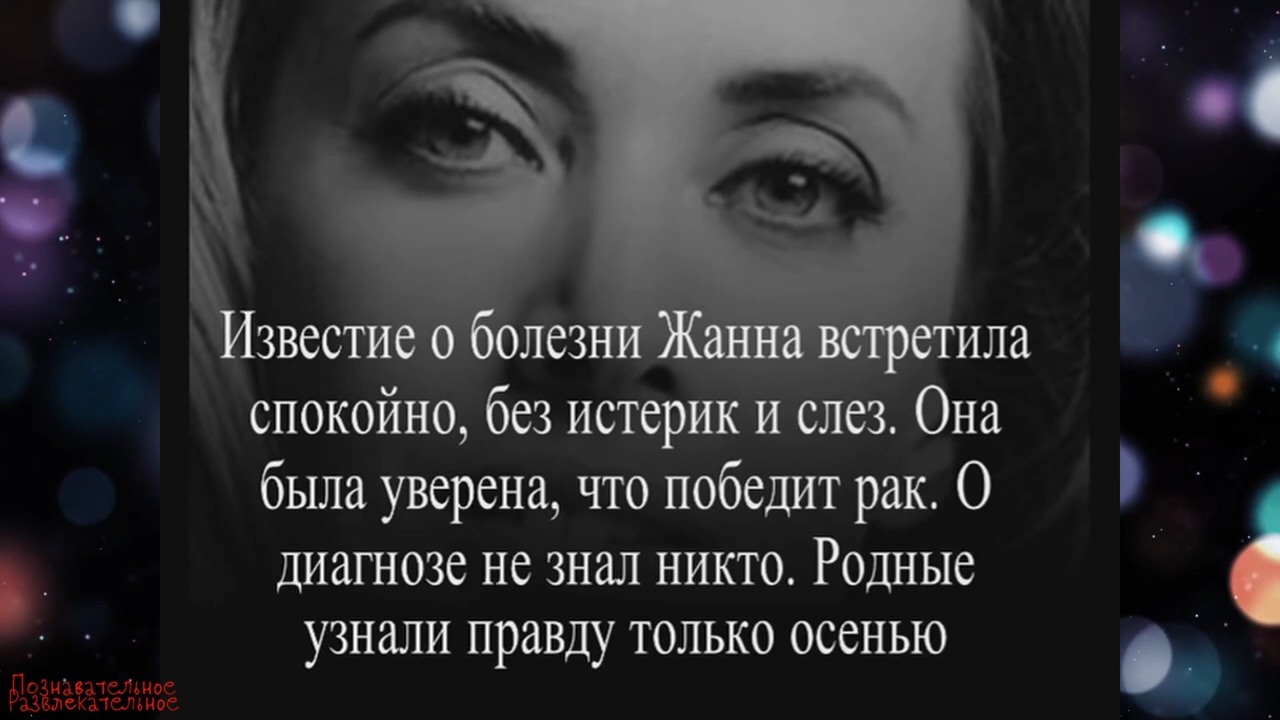 Известие о болезни Жанна встретила
спокойно, без истерик и слез. Она
была уверена, что победит рак. О
диагнозе не знал никто. Родные
узнали правду только осенью
Познавательное
Развлекательное